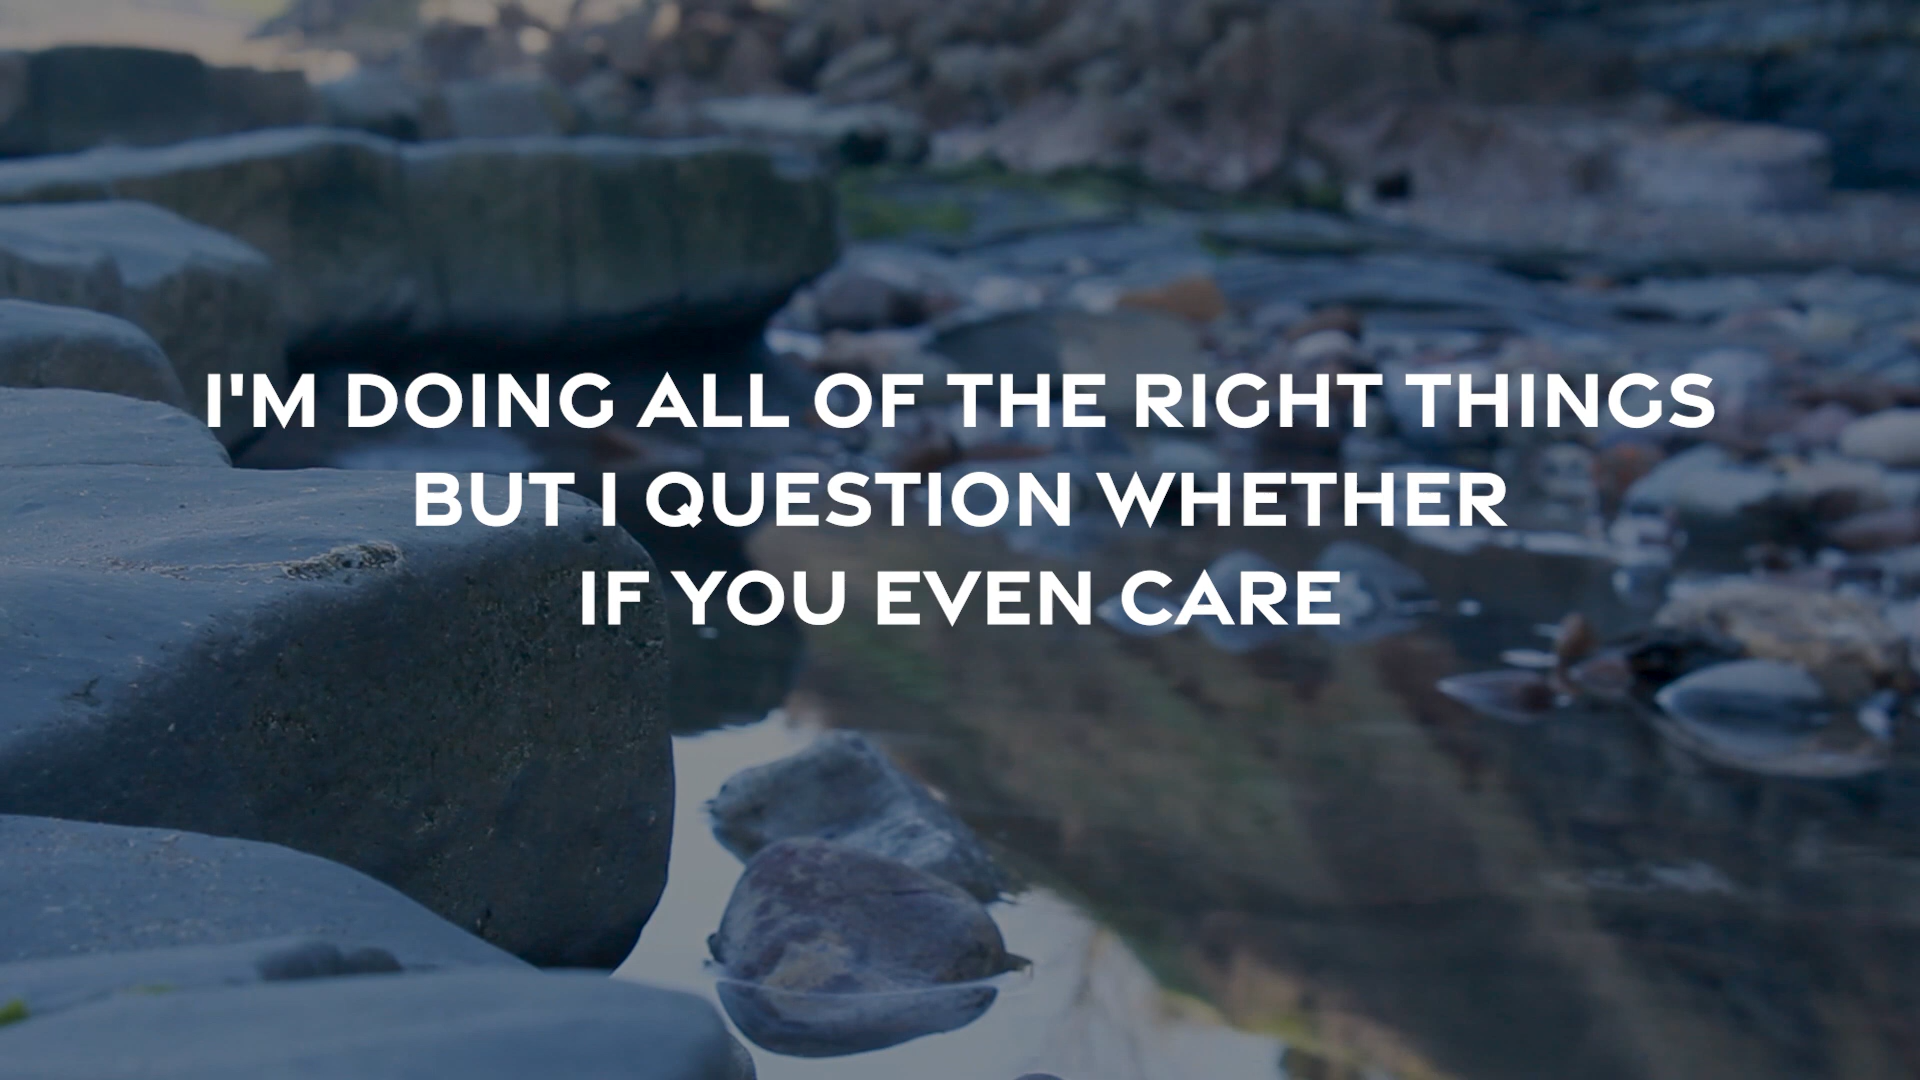 I'M DOING ALL OF THE RIGHT THINGS
BUT I QUESTION WHETHER
IF YOU EVEN CARE